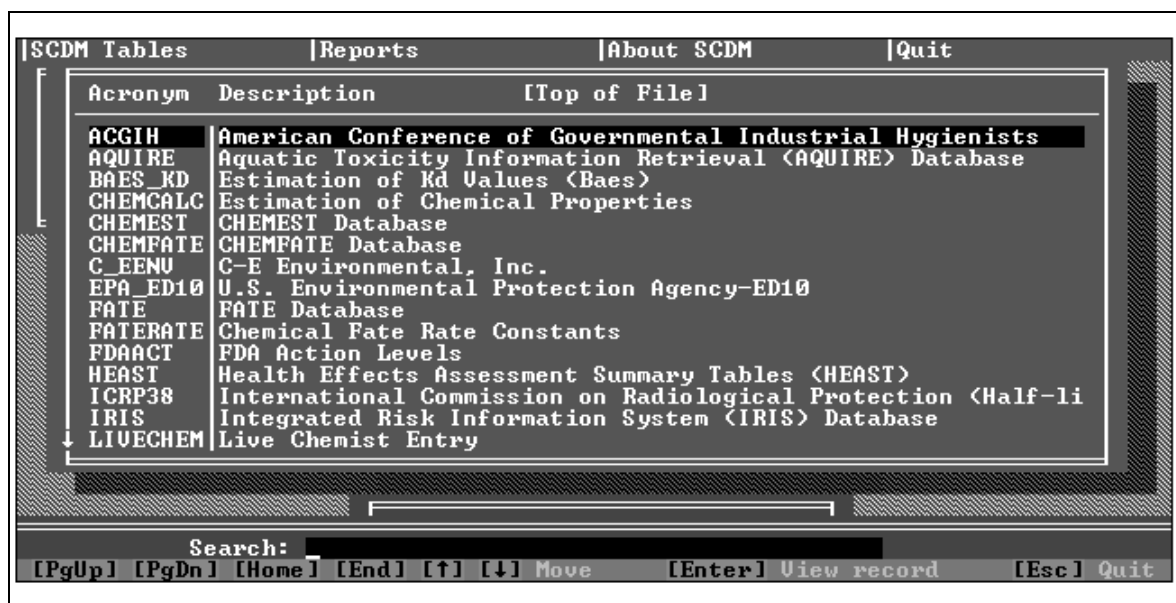 |SCDM Tables |Reports |About SCDM |Quit
Acronym Description [Top of File]
ACGIH |American Conference of Governmental Industrial Hygienists
AQUIRE |Aquatic Toxicity Information Retrieval (AQUIRE) Database
BAES_KD |Estimation of Kd Values (Baes)
CHEMCALC|Estimation of Chemical Properties
CHEMEST |CHEMEST Database
CHEMFATE|CHEMFATE Database
C_EENV |C-E Environmental, Inc.
EPA_ED10|U.S. Environmental Protection Agency-ED10
FATE |FATE Database
FATERATE|Chemical Fate Rate Constants
FDAACT |FDA Action Levels
HEAST |Health Effects Assessment Summary Tables (HEAST)
ICRP38 |International Commission on Radiological Protection (Half-li
IRIS |Integrated Risk Information System (IRIS) Database
↓ LIVECHEM|Live Chemist Entry
Search: _
[PgUp] [PgDn] [Home] [End] [↑] [↓] Move [Enter] View record [Esc] Quit